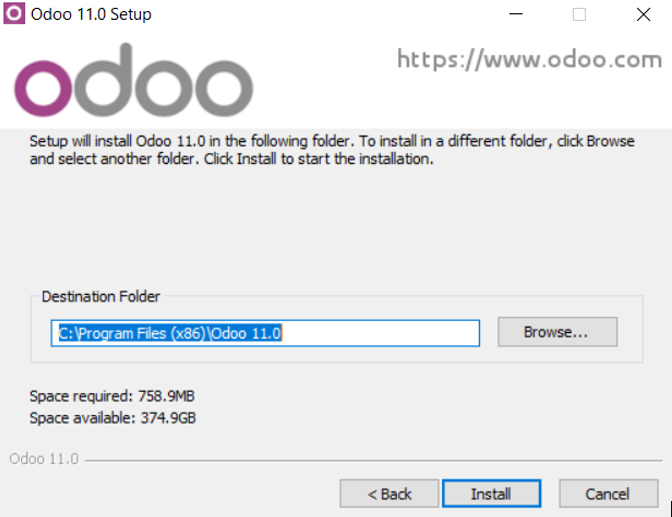 Odoo 11.0 Setup
odoo
https://www.odoo.com
Setup will install Odoo 11.0 in the following folder. To install in a different folder, click Browse
and select another folder. Click Install to start the installation.
Destination Folder
C:\Program Files (x86)\Odoo 11.0
Browse...
Space required: 758.9MB
Space available: 374.9GB
Odoo 11.0
< Back
Install
Cancel